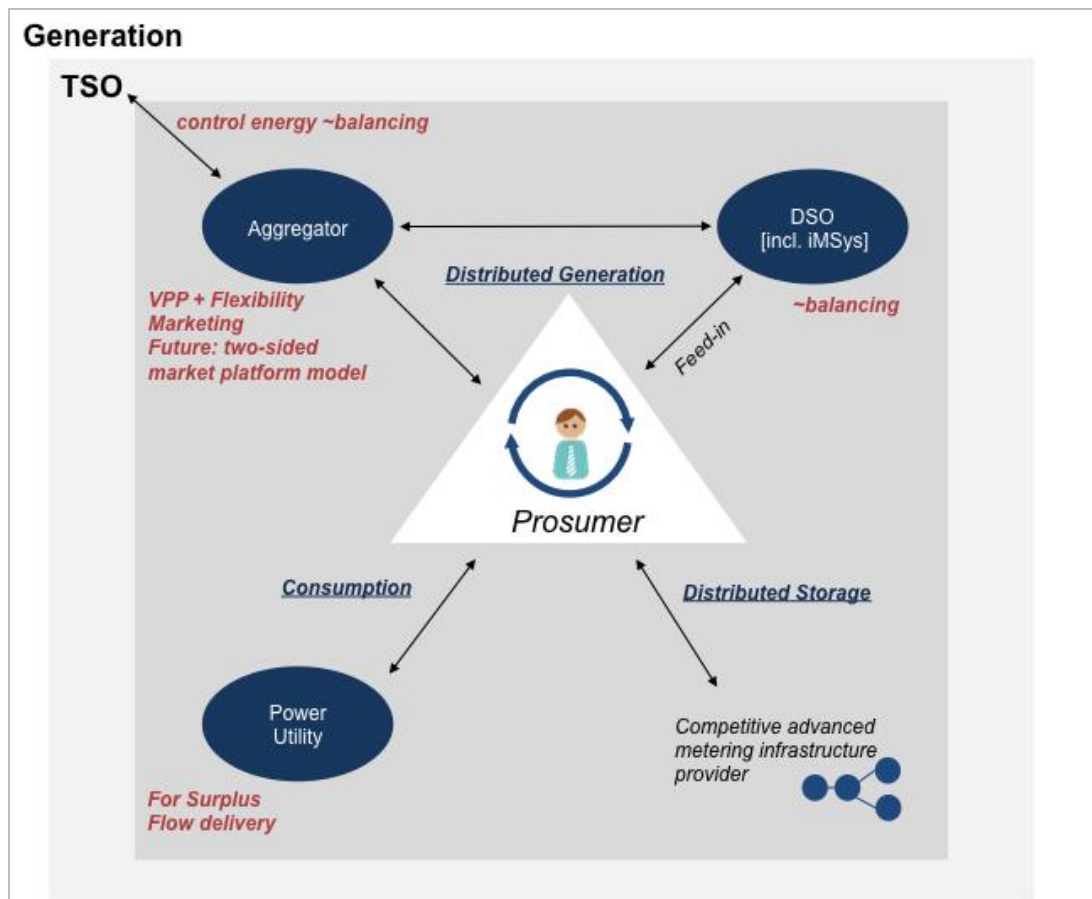 Generation
TSO
control energy ~balancing
Aggregator
DSO
[incl. iMSys]
Distributed Generation
VPP + Flexibility
Marketing
Future: two-sided
market platform model
~balancing
Feed-in
Prosumer
Consumption
Distributed Storage
Power
Utility
Competitive advanced
metering infrastructure
provider
For Surplus
Flow delivery